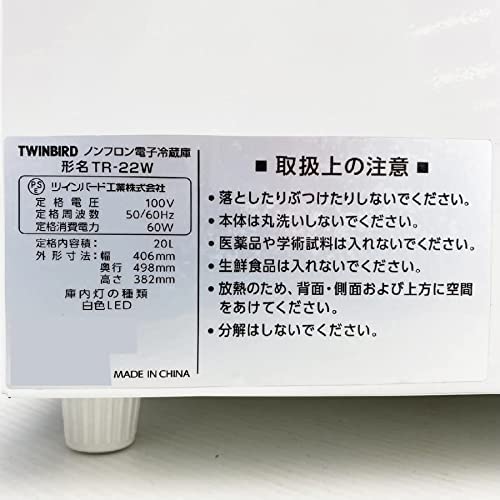 TWINBIRD ノンフロン電子冷蔵庫
形名 TR-22W
PSE ツインバード工業株式会社
定格電圧 100V
定格周波数 50/60Hz
定格消費電力 60W
定格内容積： 20L
外形寸法：幅 406mm
奥行 498mm
高さ 382mm
庫内灯の種類
白色LED
MADE IN CHINA
■ 取扱上の注意 ■
・落としたりぶつけたりしないでください。
・本体は丸洗いしないでください。
・医薬品や学術試料は入れないでください。
・生鮮食品は入れないでください。
・放熱のため、背面・側面および上方に空間
をあけてください。
・分解はしないでください。